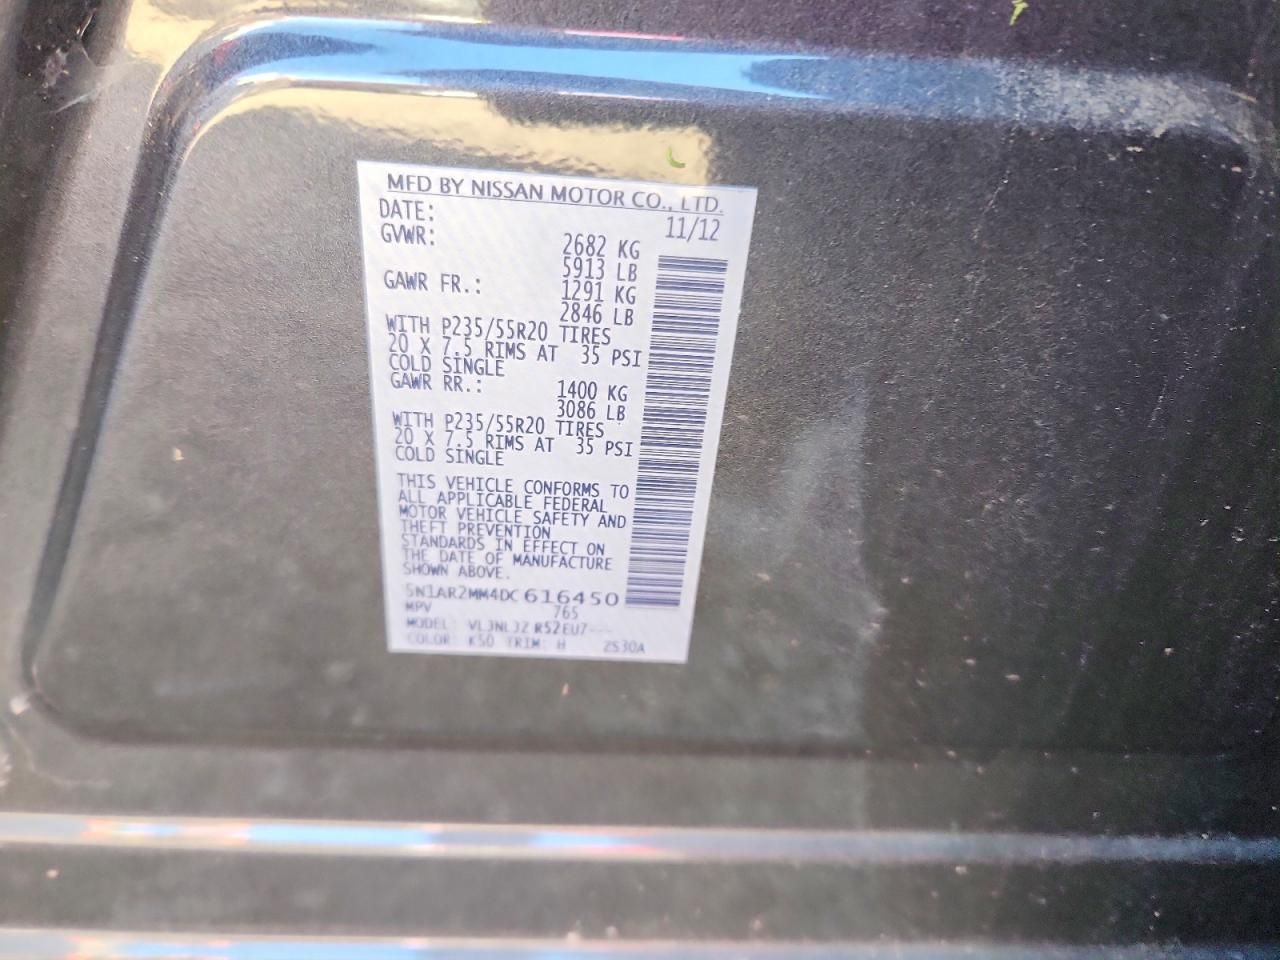 MFD BY NISSAN MOTOR CO., LTD.
DATE: 11/12
GVWR: 2682 KG
5913 LB
GAWR FR.: 1291 KG
2846 LB
WITH P235/55R20 TIRES
20 X 7.5 RIMS AT 35 PSI
COLD SINGLE
GAWR RR.: 1400 KG
3086 LB
WITH P235/55R20 TIRES
20 X 7.5 RIMS AT 35 PSI
COLD SINGLE
THIS VEHICLE CONFORMS TO
ALL APPLICABLE FEDERAL
MOTOR VEHICLE SAFETY AND
THEFT PREVENTION
STANDARDS IN EFFECT ON
THE DATE OF MANUFACTURE
SHOWN ABOVE.
5N1AR2MM4DC616450
MPV 765
MODEL: VL3NLJZ R52EU7---
COLOR: K50 TRIM: H ZS30A